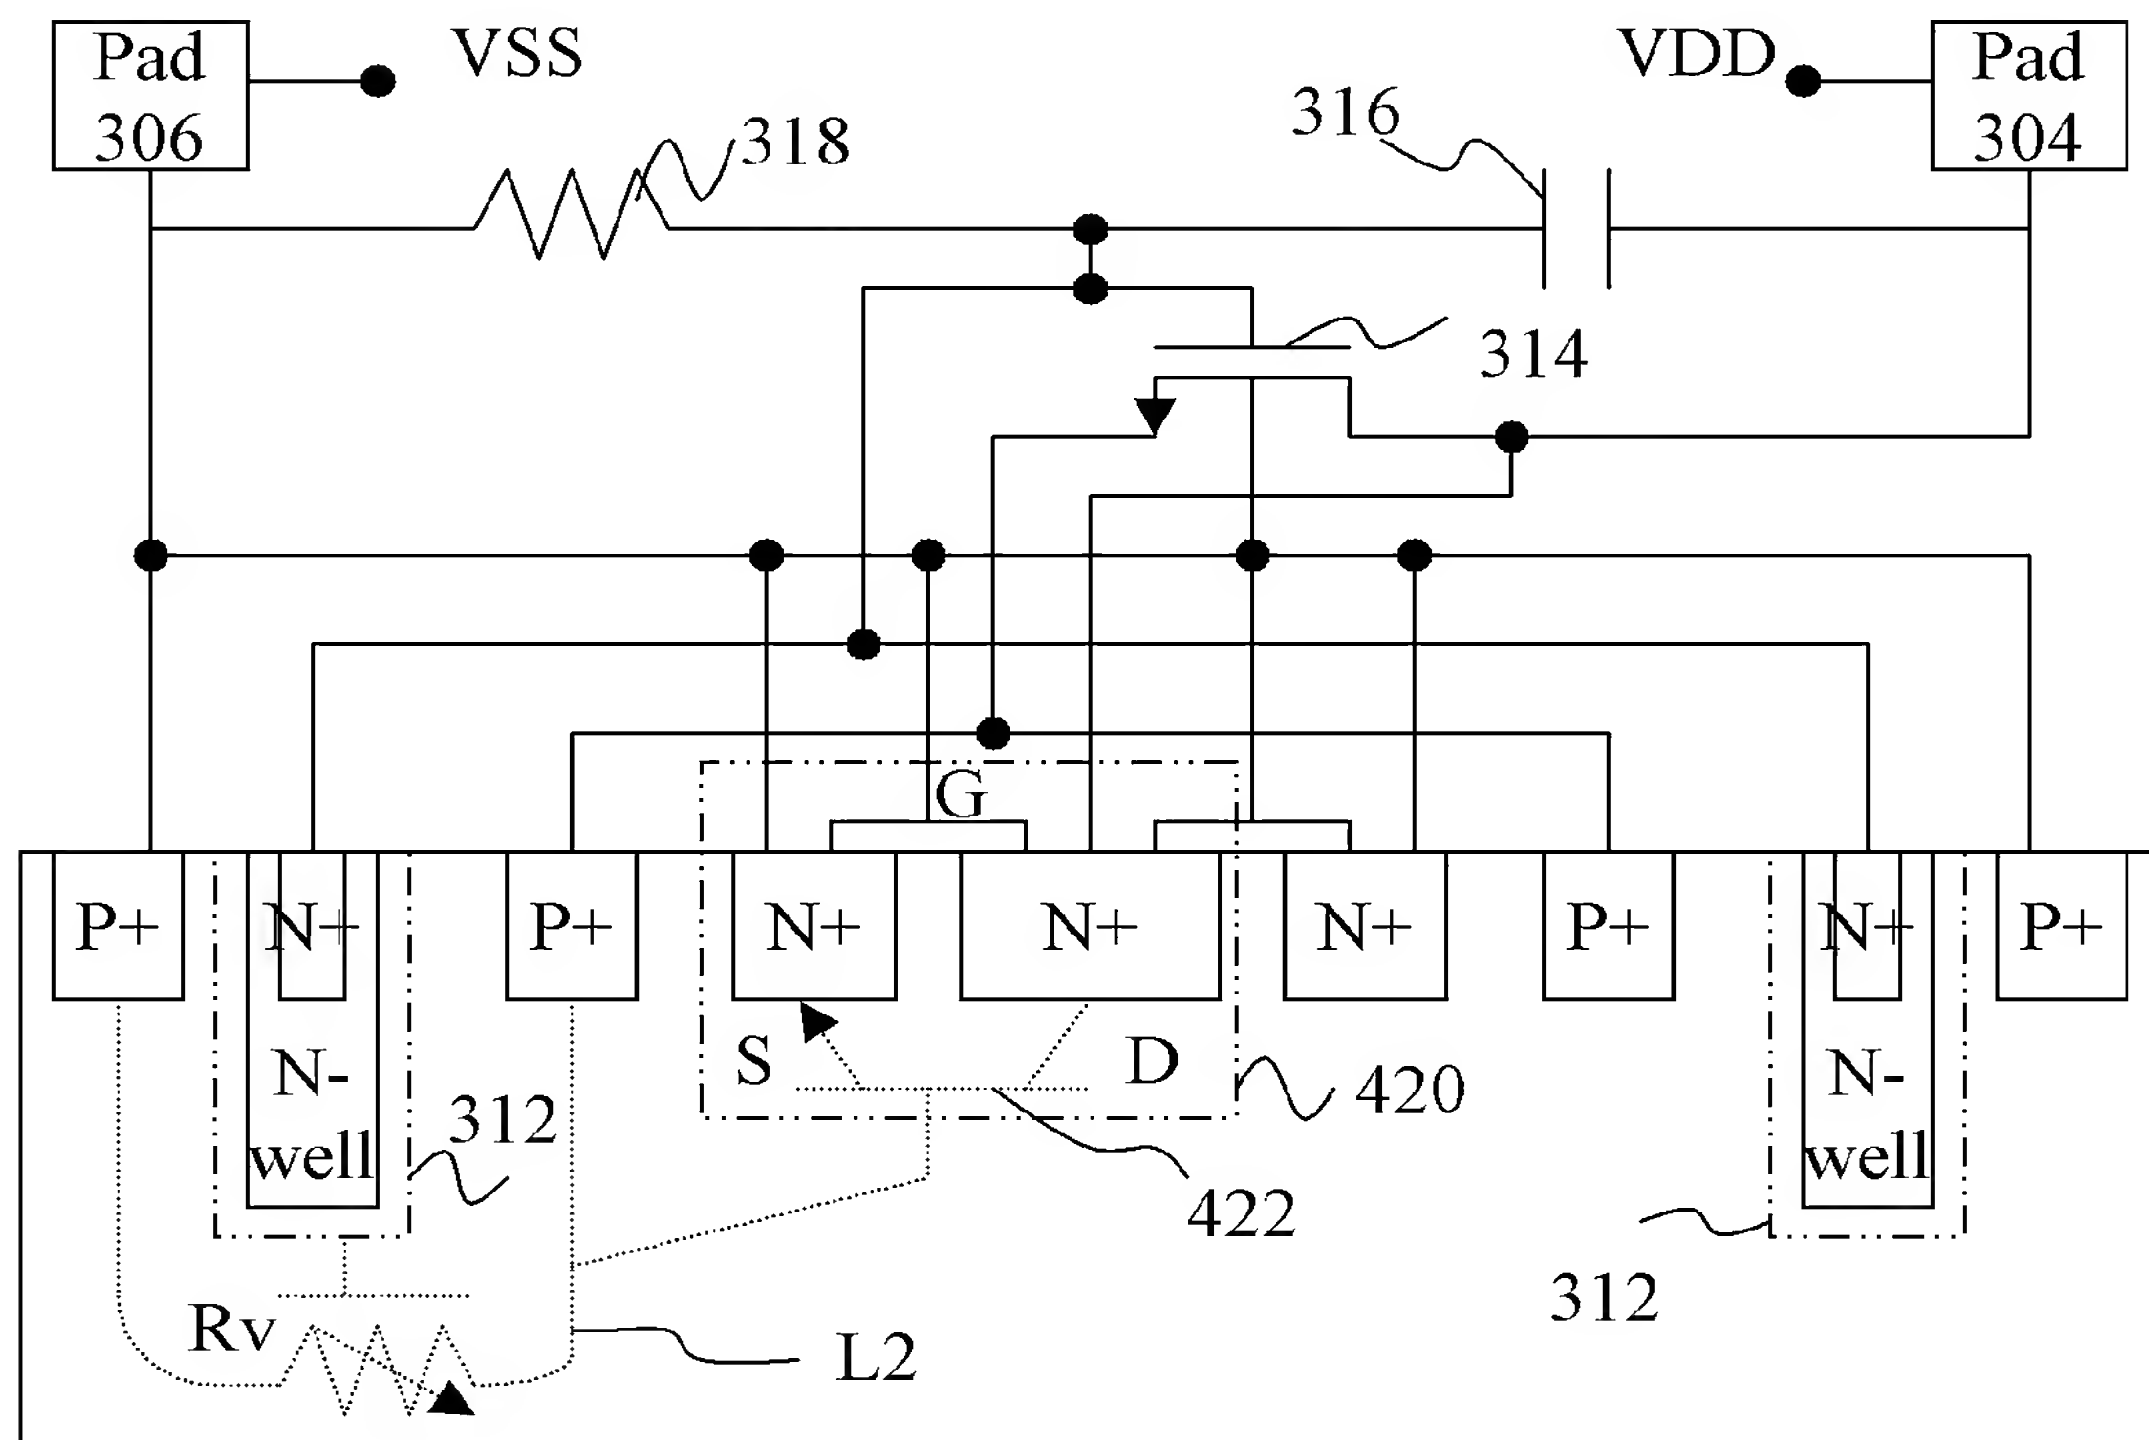 Pad
306
VSS
VDD
Pad
304
318
316
314
G
P+
N+
P+
N+
N+
N+
P+
N+
P+
N-
well
S
D
N-
well
312
420
422
312
Rv
L2